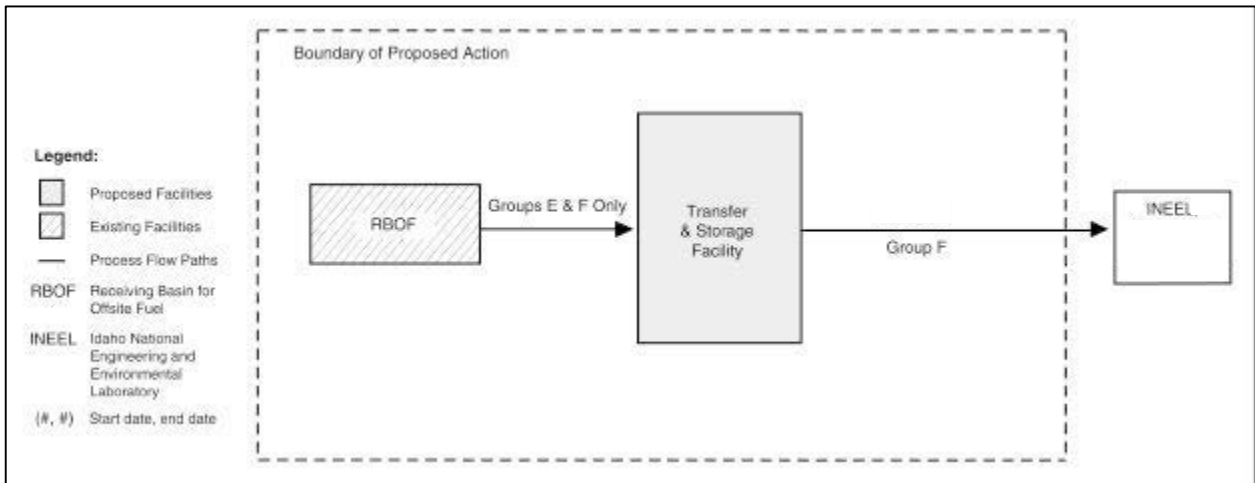 Boundary of Proposed Action
Legend:
Proposed Facilities
Existing Facilities
Process Flow Paths
RBOF Receiving Basin for
Offsite Fuel
INEEL Idaho National
Engineering and
Environmental
Laboratory
(#, #) Start date, end date
RBOF
Groups E & F Only
Transfer
& Storage
Facility
Group F
INEEL